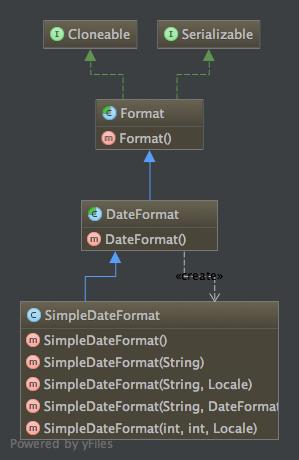 Cloneable
Serializable
Format
Format()
DateFormat
DateFormat()
«create»
SimpleDateFormat
SimpleDateFormat()
SimpleDateFormat(String)
SimpleDateFormat(String, Locale)
SimpleDateFormat(String, DateFormat
SimpleDateFormat(int, int, Locale)
Powered by yFiles